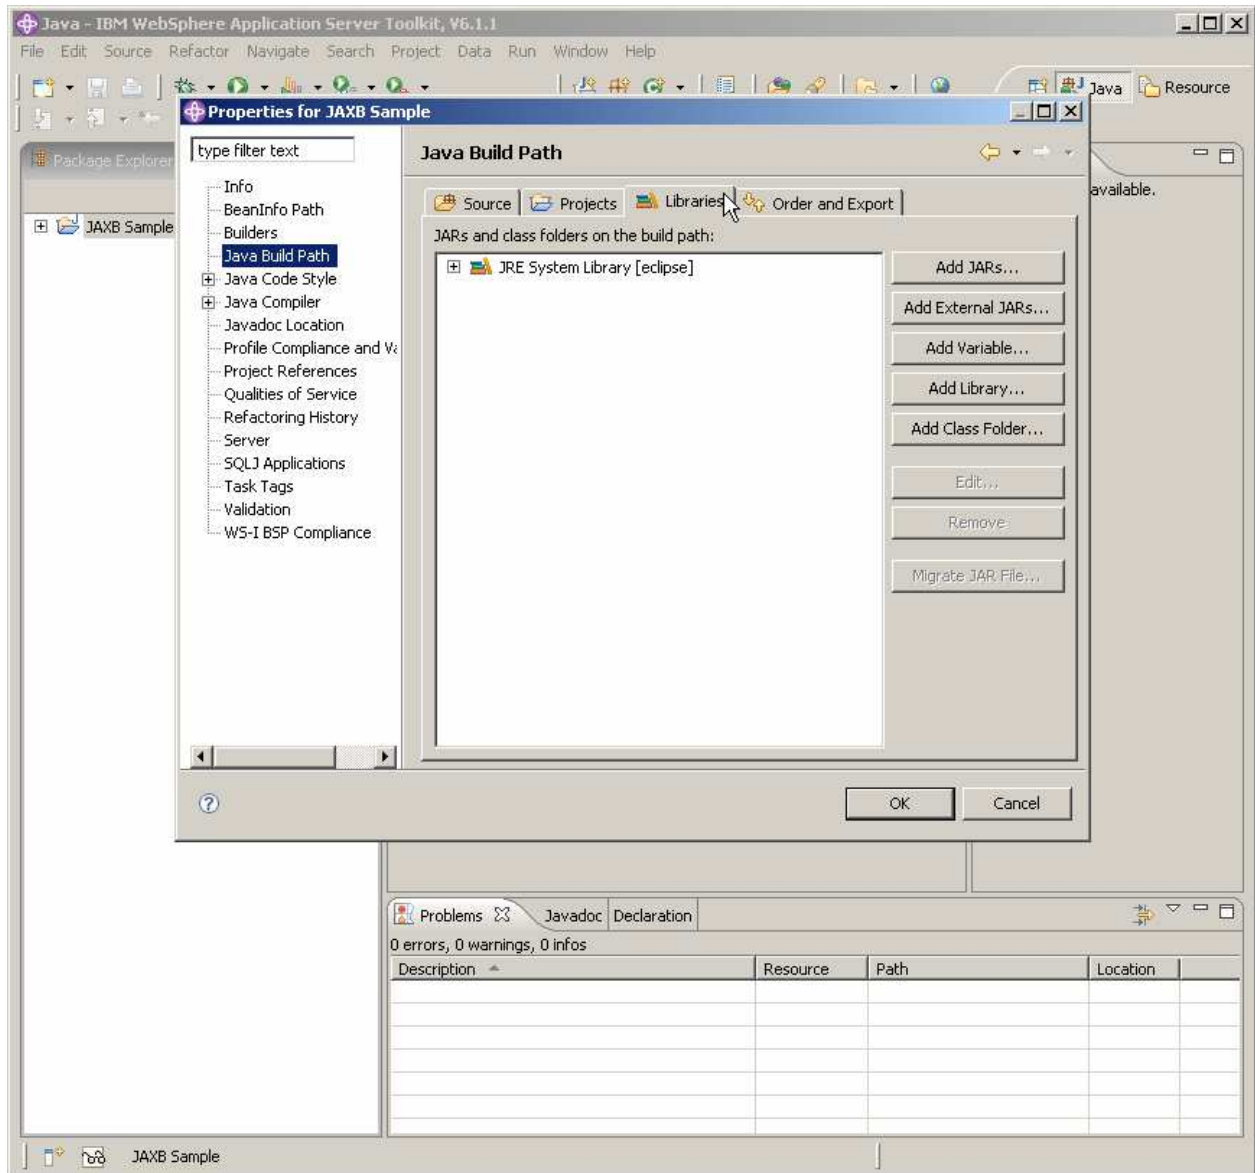 Java - IBM WebSphere Application Server Toolkit, V6.1.1
File Edit Source Refactor Navigate Search Project Data Run Window Help
Java Resource
Package Explorer
available.
JAXB Sample
Properties for JAXB Sample
type filter text
Info
BeanInfo Path
Builders
Java Build Path
Java Code Style
Java Compiler
Javadoc Location
Profile Compliance and Va
Project References
Qualities of Service
Refactoring History
Server
SQLJ Applications
Task Tags
Validation
WS-I BSP Compliance
Java Build Path
Source Projects Libraries Order and Export
JARs and class folders on the build path:
JRE System Library [eclipse]
Add JARs...
Add External JARs...
Add Variable...
Add Library...
Add Class Folder...
Edit...
Remove
Migrate JAR File...
OK Cancel
Problems Javadoc Declaration
0 errors, 0 warnings, 0 infos
Description Resource Path Location
JAXB Sample